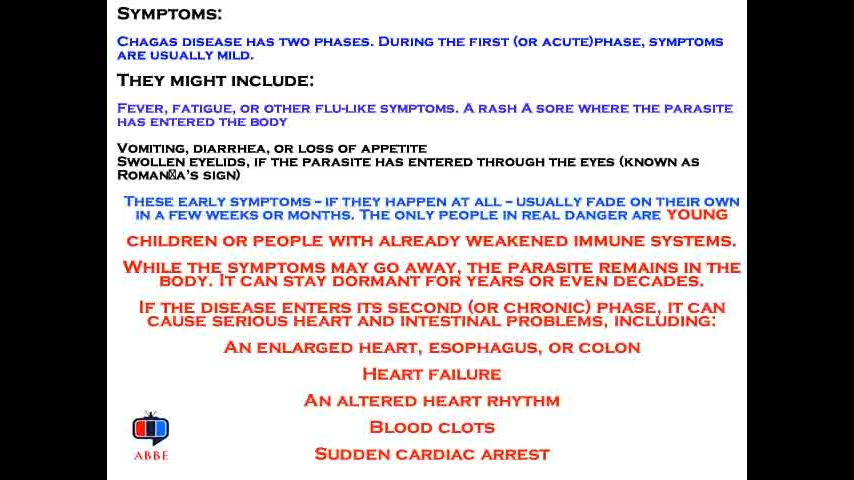 Symptoms:
Chagas disease has two phases. During the first (or acute)phase, symptoms
are usually mild.
They might include:
Fever, fatigue, or other flu-like symptoms. A rash A sore where the parasite
has entered the body
Vomiting, diarrhea, or loss of appetite
Swollen eyelids, if the parasite has entered through the eyes (known as
Roman▯a's sign)
These early symptoms – if they happen at all – usually fade on their own
in a few weeks or months. The only people in real danger are young
children or people with already weakened immune systems.
While the symptoms may go away, the parasite remains in the
body. It can stay dormant for years or even decades.
If the disease enters its second (or chronic) phase, it can
cause serious heart and intestinal problems, including:
An enlarged heart, esophagus, or colon
Heart failure
An altered heart rhythm
Blood clots
Sudden cardiac arrest
ABBE